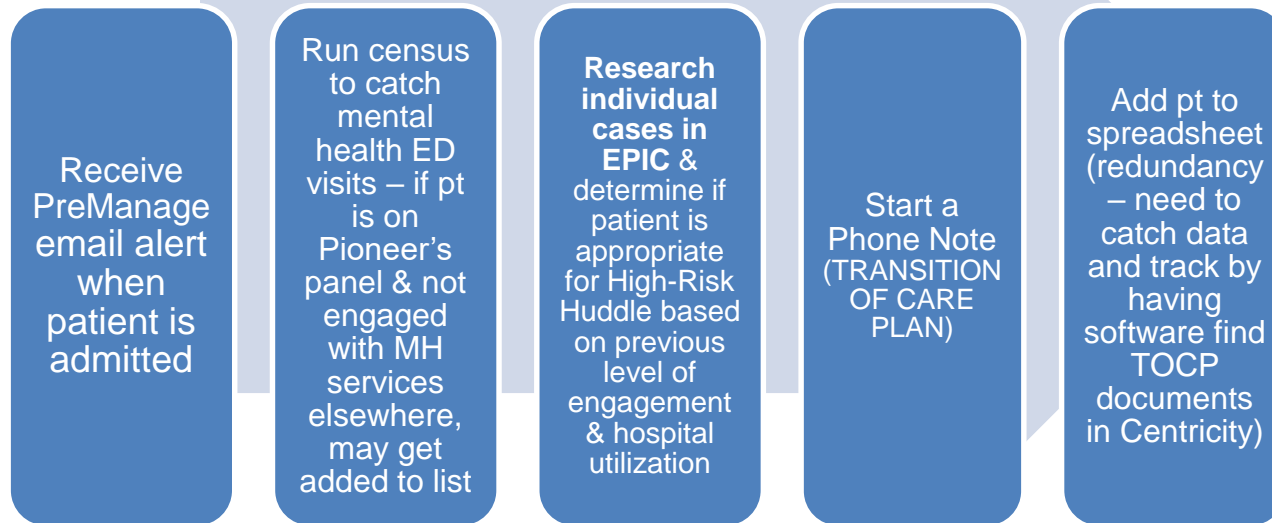 Receive
PreManage
email alert
when
patient is
admitted
Run census
to catch
mental
health ED
visits – if pt
is on
Pioneer's
panel & not
engaged
with MH
services
elsewhere,
may get
added to list
Research
individual
cases in
EPIC &
determine if
patient is
appropriate
for High-Risk
Huddle based
on previous
level of
engagement
& hospital
utilization
Start a
Phone Note
(TRANSITION
OF CARE
PLAN)
Add pt to
spreadsheet
(redundancy
– need to
catch data
and track by
having
software find
TOCP
documents
in Centricity)